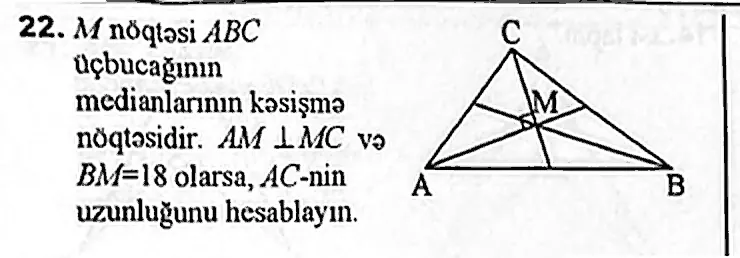 22. M nöqtəsi ABC
üçbucağının
medianlarının kəsişmə
nöqtəsidir. AM ⊥ MC və
BM=18 olarsa, AC-nin
uzunluğunu hesablayın.
C
M
A
B